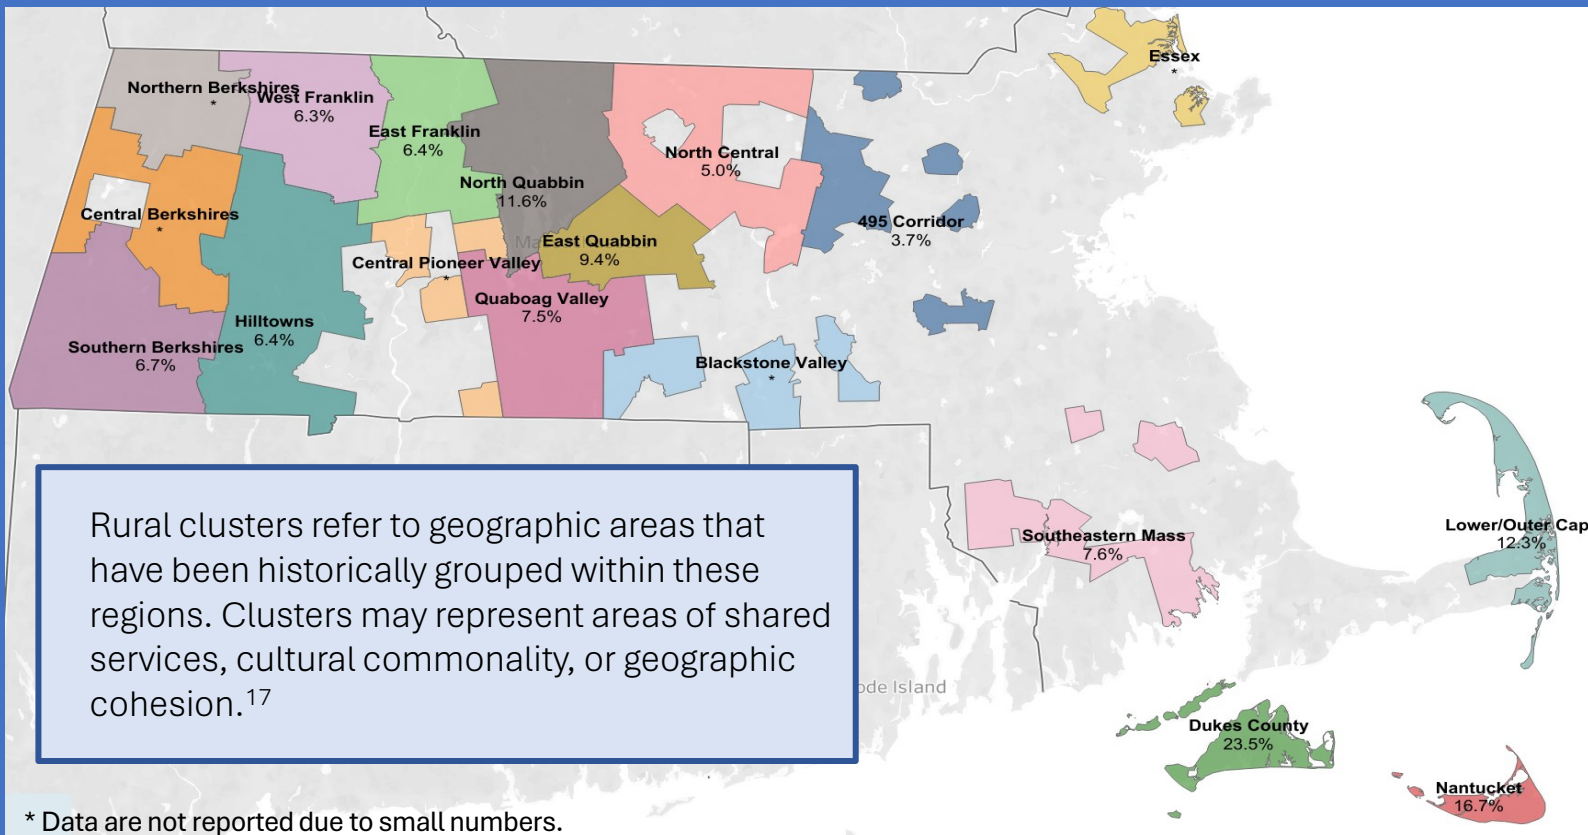 Essex
*
Northern Berkshires
*
West Franklin
6.3%
East Franklin
6.4%
North Central
5.0%
North Quabbin
11.6%
Central Berkshires
*
495 Corridor
3.7%
East Quabbin
9.4%
Central Pioneer Valley
*
Quaboag Valley
7.5%
Hilltowns
6.4%
Southern Berkshires
6.7%
Blackstone Valley
*
Rural clusters refer to geographic areas that
have been historically grouped within these
regions. Clusters may represent areas of shared
services, cultural commonality, or geographic
cohesion.17
Southeastern Mass
7.6%
Lower/Outer Cap
12.3%
ode Island
Dukes County
23.5%
Nantucket
16.7%
* Data are not reported due to small numbers.